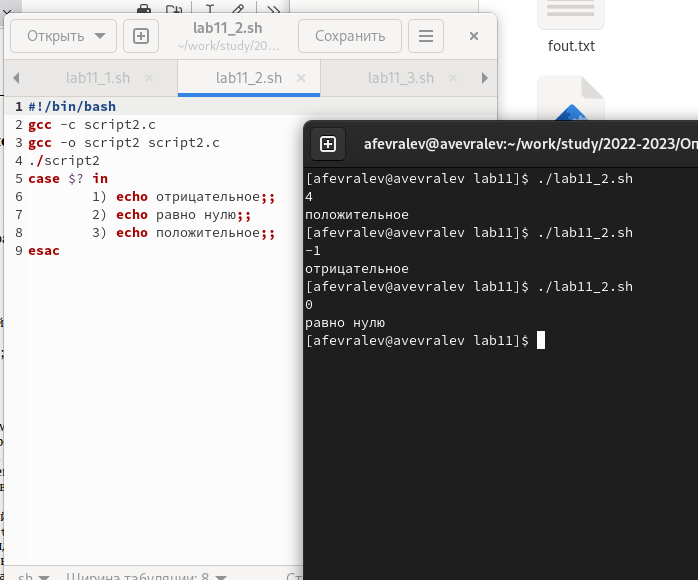 lab11_2.sh
Открыть
~/work/study/20...
Сохранить
lab11_1.sh
lab11_2.sh
lab11_3.sh
1 #!/bin/bash
2 gcc -c script2.c
3 gcc -o script2 script2.c
4 ./script2
5 case $? in
6 1) echo отрицательное;;
7 2) echo равно нулю;;
8 3) echo положительное;;
9 esac
sh
Ширина табуляции: 8
Ст
fout.txt
afevralev@avevralev:~/work/study/2022-2023/Оп
[afevralev@avevralev lab11]$ ./lab11_2.sh
4
положительное
[afevralev@avevralev lab11]$ ./lab11_2.sh
-1
отрицательное
[afevralev@avevralev lab11]$ ./lab11_2.sh
0
равно нулю
[afevralev@avevralev lab11]$